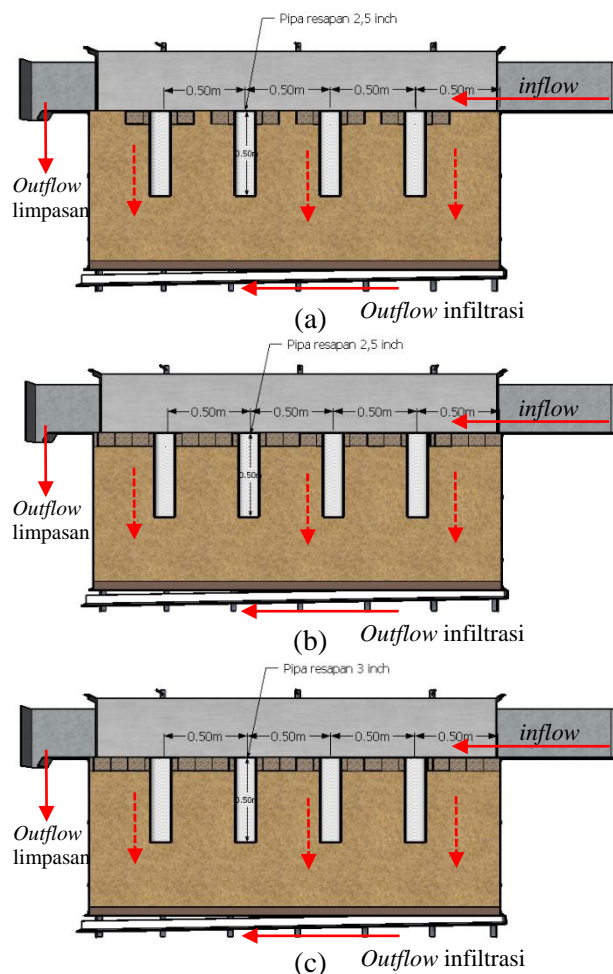 Pipa resapan 2,5 inch
0.50m 0.50m 0.50m 0.50m
inflow
0.50m
Outflow
limpasan
Outflow infiltrasi
(a)
Pipa resapan 2,5 inch
0.50m 0.50m 0.50m 0.50m
inflow
0.50m
Outflow
limpasan
Outflow infiltrasi
(b)
Pipa resapan 3 inch
0.50m 0.50m 0.50m 0.50m
inflow
0.50m
Outflow
limpasan
Outflow infiltrasi
(c)